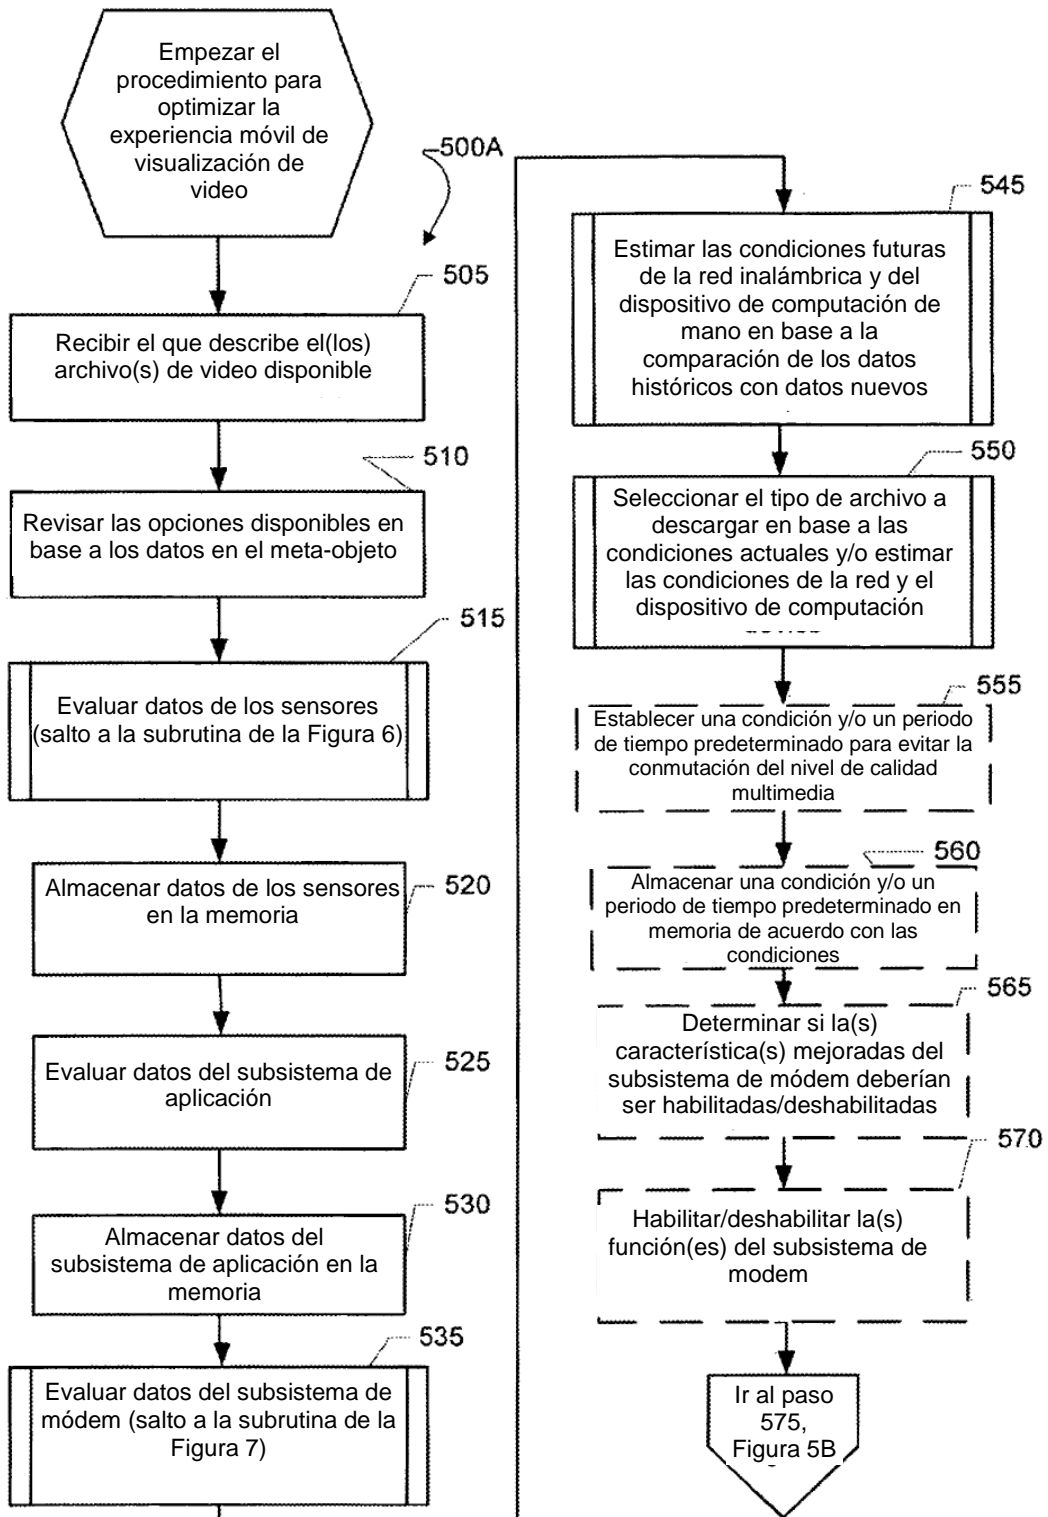 Empezar el
procedimiento para
optimizar la
experiencia móvil de
visualización de
video
500A
505
Recibir el que describe el(los)
archivo(s) de video disponible
510
Revisar las opciones disponibles en
base a los datos en el meta-objeto
515
Evaluar datos de los sensores
(salto a la subrutina de la Figura 6)
520
Almacenar datos de los sensores
en la memoria
525
Evaluar datos del subsistema de
aplicación
530
Almacenar datos del
subsistema de aplicación en la
memoria
535
Evaluar datos del subsistema de
módem (salto a la subrutina de la
Figura 7)
545
Estimar las condiciones futuras
de la red inalámbrica y del
dispositivo de computación de
mano en base a la
comparación de los datos
históricos con datos nuevos
550
Seleccionar el tipo de archivo a
descargar en base a las
condiciones actuales y/o estimar
las condiciones de la red y el
dispositivo de computación
555
Establecer una condición y/o un periodo
de tiempo predeterminado para evitar la
conmutación del nivel de calidad
multimedia
560
Almacenar una condición y/o un
periodo de tiempo predeterminado en
memoria de acuerdo con las
condiciones
565
Determinar si la(s)
característica(s) mejoradas del
subsistema de módem deberían
ser habilitadas/deshabilitadas
570
Habilitar/deshabilitar la(s)
función(es) del subsistema de
modem
Ir al paso
575,
Figura 5B